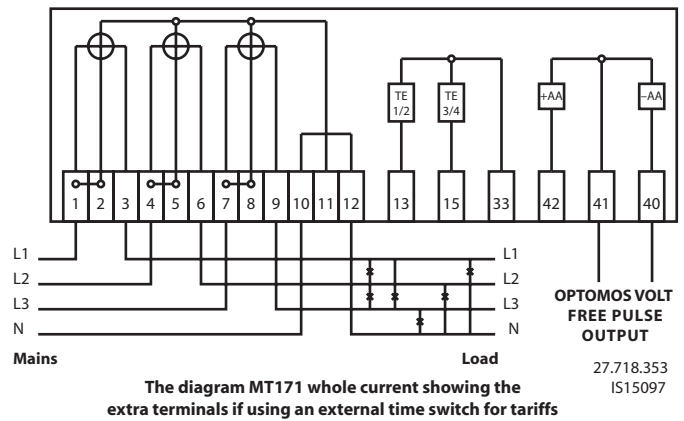 TE
1/2
TE
3/4
+AA
–AA
1 2 3 4 5 6 7 8 9 10 11 12 13 15 33 42 41 40
L1
L2
L3
N
L1
L2
L3
N
Mains
Load
OPTOMOS VOLT
FREE PULSE
OUTPUT
27.718.353
IS15097
The diagram MT171 whole current showing the
extra terminals if using an external time switch for tariffs